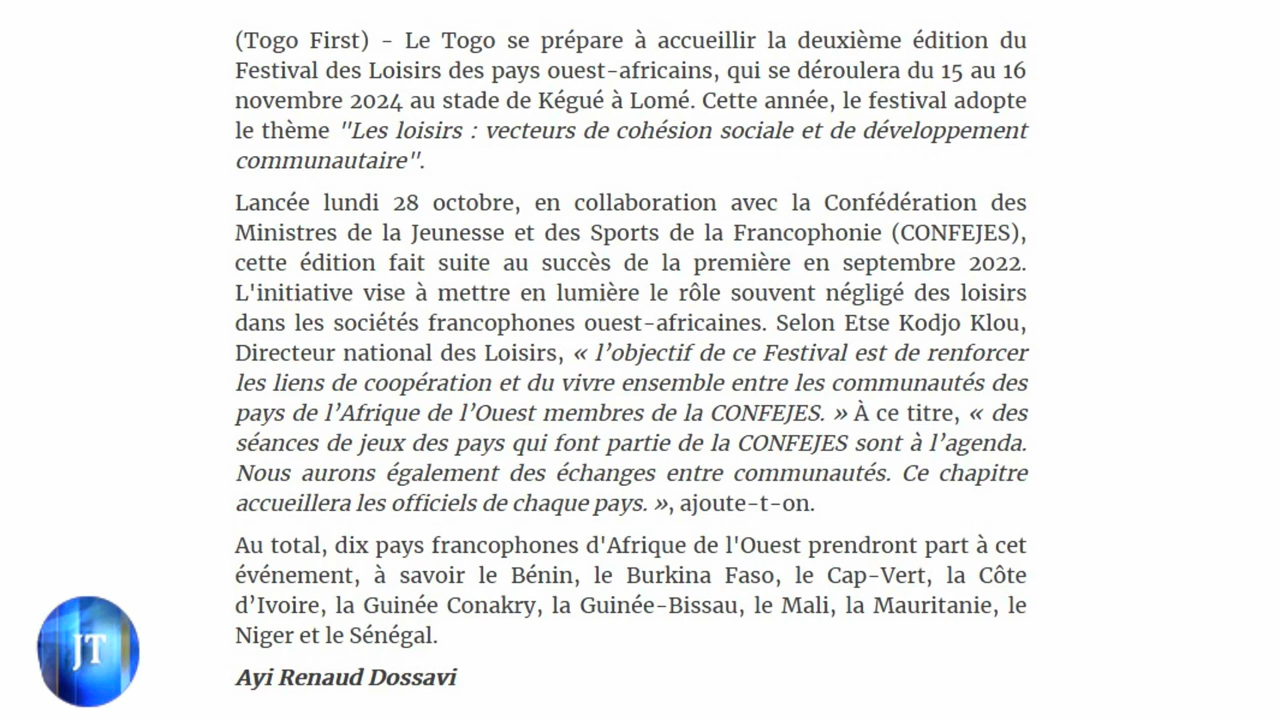 (Togo First) - Le Togo se prépare à accueillir la deuxième édition du
Festival des Loisirs des pays ouest-africains, qui se déroulera du 15 au 16
novembre 2024 au stade de Kégué à Lomé. Cette année, le festival adopte
le thème "Les loisirs : vecteurs de cohésion sociale et de développement
communautaire".
Lancée lundi 28 octobre, en collaboration avec la Confédération des
Ministres de la Jeunesse et des Sports de la Francophonie (CONFEJES),
cette édition fait suite au succès de la première en septembre 2022.
L'initiative vise à mettre en lumière le rôle souvent négligé des loisirs
dans les sociétés francophones ouest-africaines. Selon Etse Kodjo Klou,
Directeur national des Loisirs, « l’objectif de ce Festival est de renforcer
les liens de coopération et du vivre ensemble entre les communautés des
pays de l’Afrique de l’Ouest membres de la CONFEJES. » À ce titre, « des
séances de jeux des pays qui font partie de la CONFEJES sont à l’agenda.
Nous aurons également des échanges entre communautés. Ce chapitre
accueillera les officiels de chaque pays. », ajoute-t-on.
Au total, dix pays francophones d'Afrique de l'Ouest prendront part à cet
événement, à savoir le Bénin, le Burkina Faso, le Cap-Vert, la Côte
d’Ivoire, la Guinée Conakry, la Guinée-Bissau, le Mali, la Mauritanie, le
Niger et le Sénégal.
Ayi Renaud Dossavi
JT